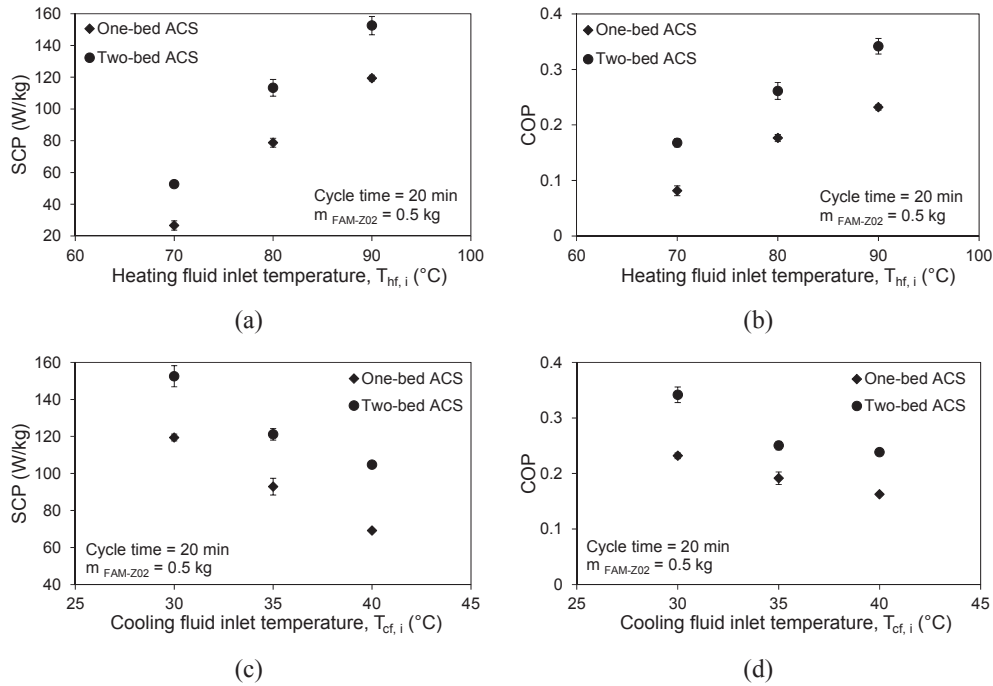 160
140
120
100
80
60
40
20
SCP (W/kg)
One-bed ACS
Two-bed ACS
Cycle time = 20 min
m FAM-Z02 = 0.5 kg
60 70 80 90 100
Heating fluid inlet temperature, Thf, i (°C)
(a)
0.4
0.3
0.2
0.1
0
COP
One-bed ACS
Two-bed ACS
Cycle time = 20 min
m FAM-Z02 = 0.5 kg
60 70 80 90 100
Heating fluid inlet temperature, Thf, i (°C)
(b)
160
140
120
100
80
60
40
SCP (W/kg)
One-bed ACS
Two-bed ACS
Cycle time = 20 min
m FAM-Z02 = 0.5 kg
25 30 35 40 45
Cooling fluid inlet temperature, Tcf, i (°C)
(c)
0.4
0.3
0.2
0.1
0
COP
One-bed ACS
Two-bed ACS
Cycle time = 20 min
m FAM-Z02 = 0.5 kg
25 30 35 40 45
Cooling fluid inlet temperature, Tcf, i (°C)
(d)